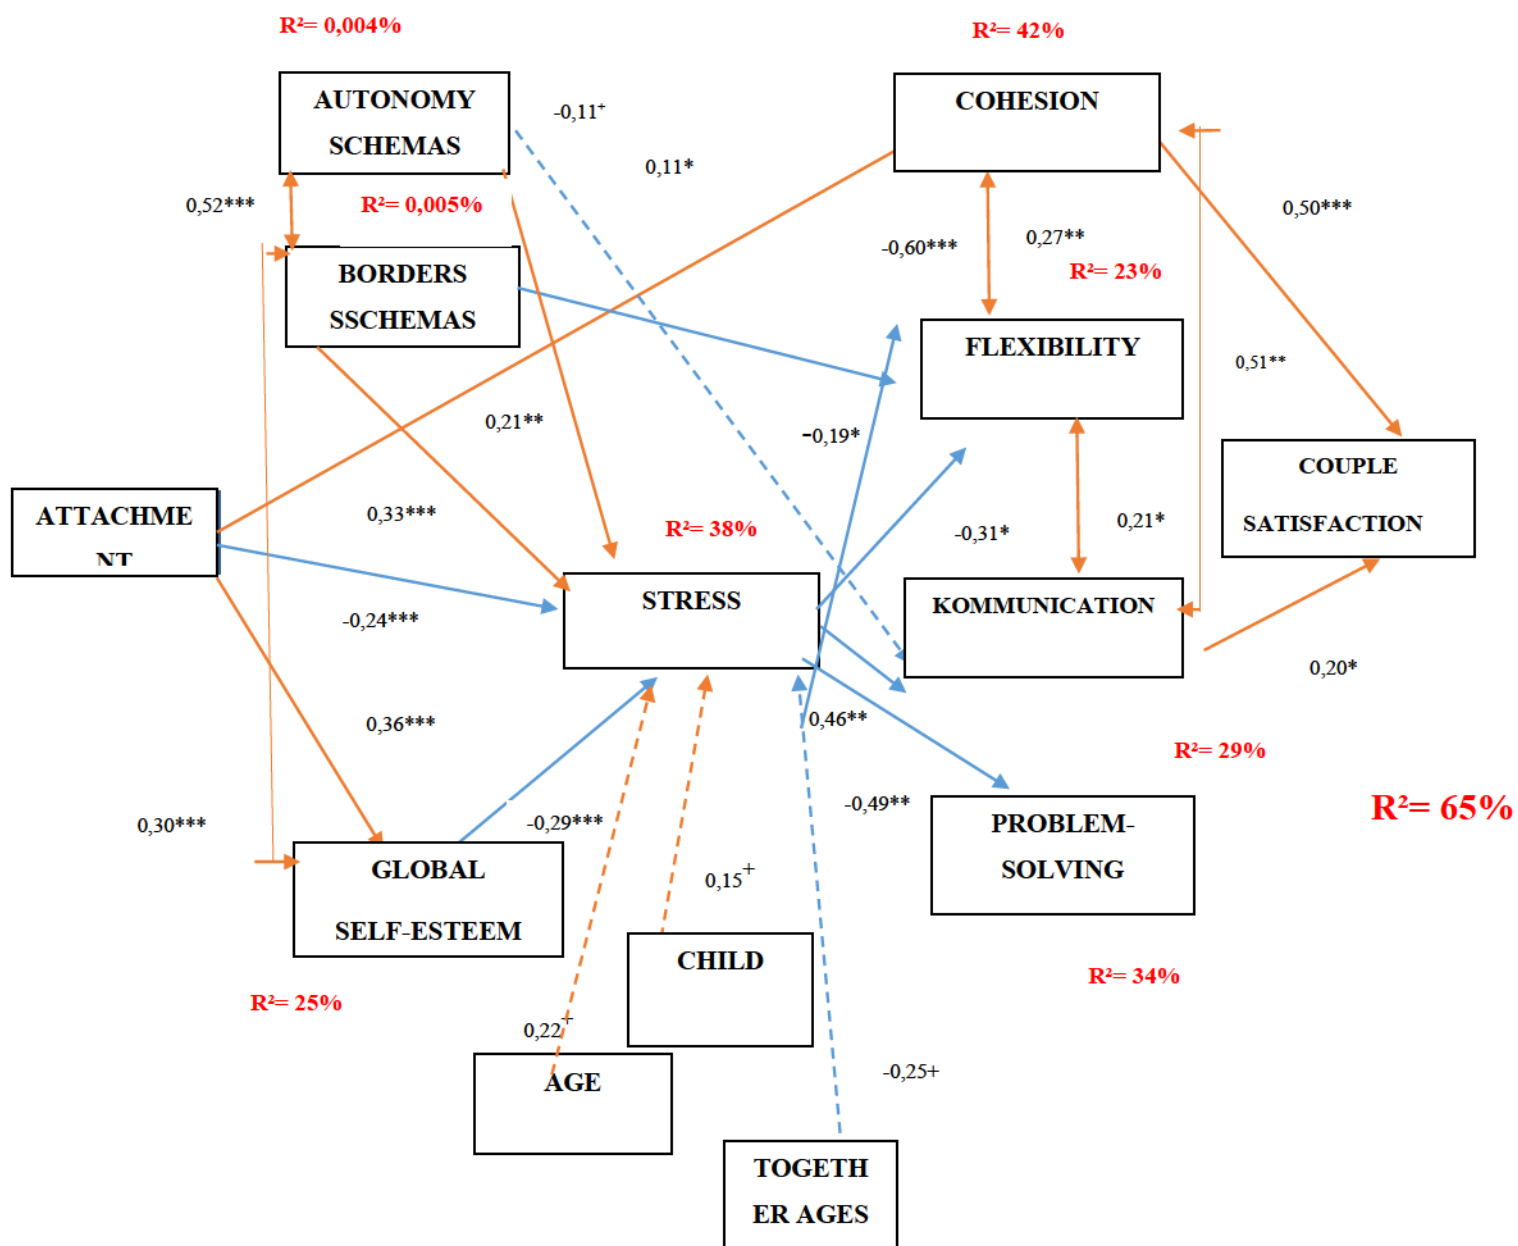 R²= 0,004%
R²= 42%
AUTONOMY
SCHEMAS
-0,11⁺
COHESION
0,11*
0,52***
R²= 0,005%
0,50***
-0,60***
0,27**
R²= 23%
BORDERS
SSCHEMAS
FLEXIBILITY
0,51**
0,21**
-0,19*
COUPLE
SATISFACTION
ATTACHME
NT
0,33***
R²= 38%
-0,31*
0,21*
STRESS
KOMMUNICATION
-0,24***
0,20*
0,36***
0,46**
R²= 29%
-0,49**
R²= 65%
0,30***
-0,29***
PROBLEM-
SOLVING
GLOBAL
SELF-ESTEEM
0,15⁺
CHILD
R²= 34%
R²= 25%
0,22⁺
AGE
-0,25+
TOGETH
ER AGES